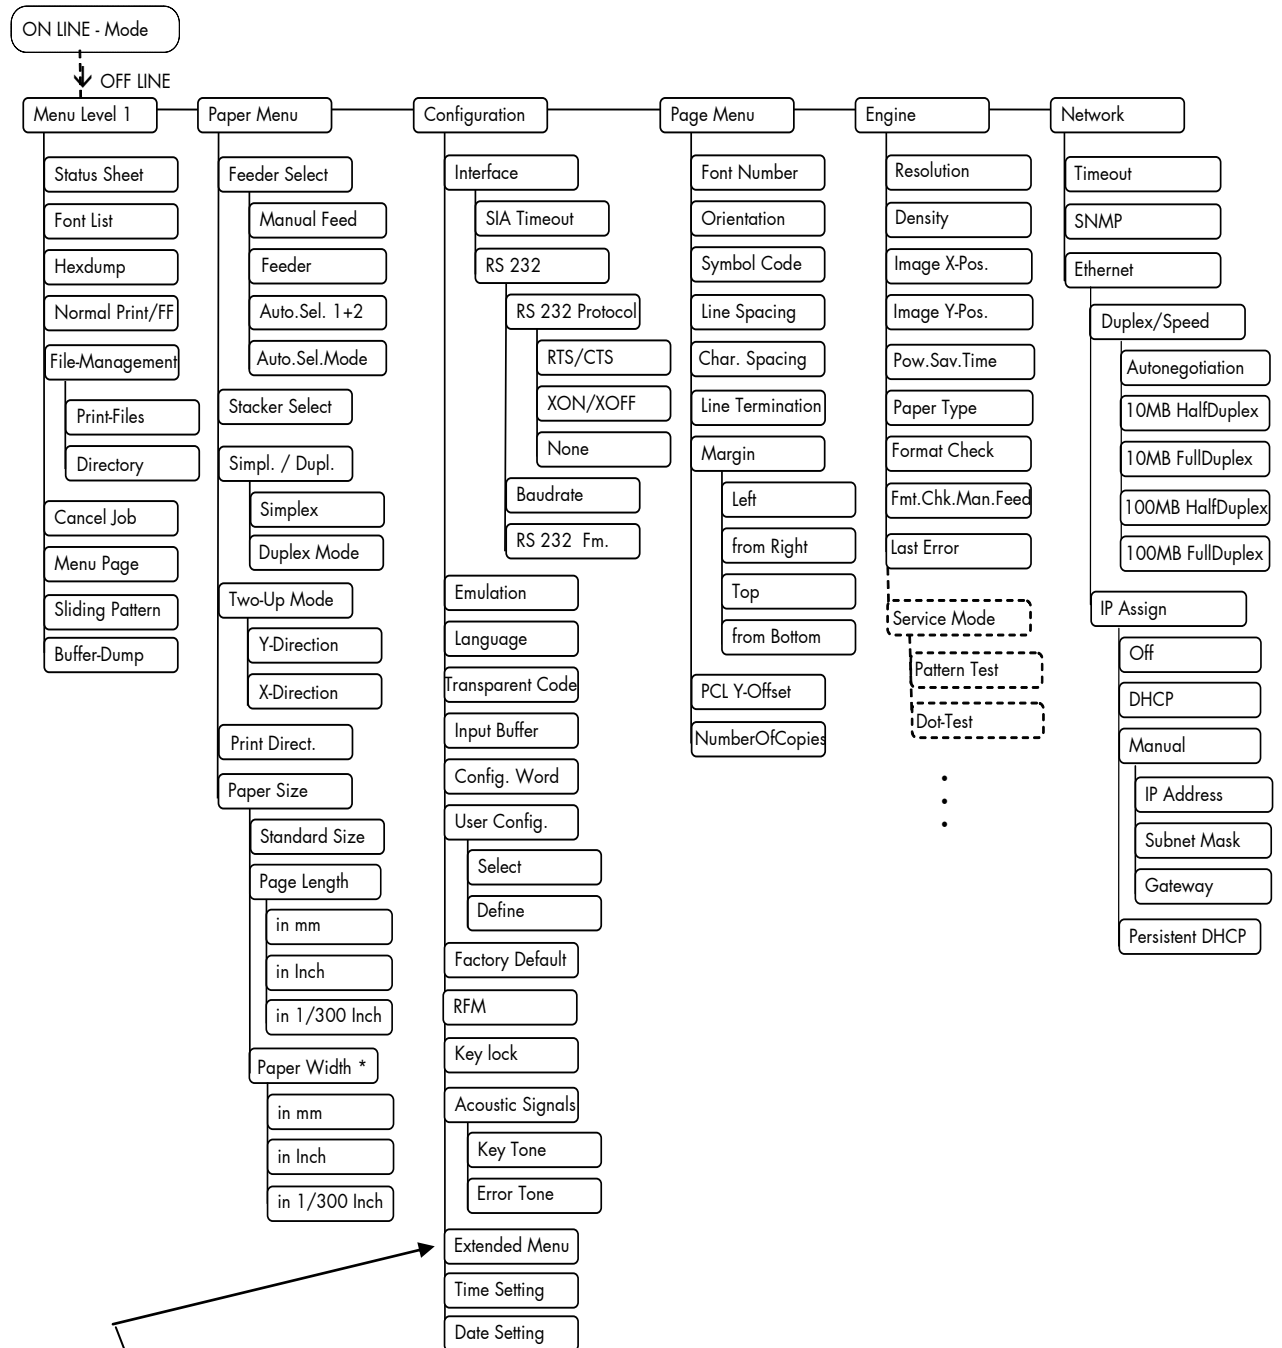 ON LINE - Mode
OFF LINE
Menu Level 1
Status Sheet
Font List
Hexdump
Normal Print/FF
File-Management
Print-Files
Directory
Cancel Job
Menu Page
Sliding Pattern
Buffer-Dump
Paper Menu
Feeder Select
Manual Feed
Feeder
Auto.Sel. 1+2
Auto.Sel.Mode
Stacker Select
Simpl. / Dupl.
Simplex
Duplex Mode
Two-Up Mode
Y-Direction
X-Direction
Print Direct.
Paper Size
Standard Size
Page Length
in mm
in Inch
in 1/300 Inch
Paper Width *
in mm
in Inch
in 1/300 Inch
Configuration
Interface
SIA Timeout
RS 232
RS 232 Protocol
RTS/CTS
XON/XOFF
None
Baudrate
RS 232 Fm.
Emulation
Language
Transparent Code
Input Buffer
Config. Word
User Config.
Select
Define
Factory Default
RFM
Key lock
Acoustic Signals
Key Tone
Error Tone
Extended Menu
Time Setting
Date Setting
Page Menu
Font Number
Orientation
Symbol Code
Line Spacing
Char. Spacing
Line Termination
Margin
Left
from Right
Top
from Bottom
PCL Y-Offset
NumberOfCopies
Engine
Resolution
Density
Image X-Pos.
Image Y-Pos.
Pow.Sav.Time
Paper Type
Format Check
Fmt.Chk.Man.Feed
Last Error
Service Mode
Pattern Test
Dot-Test
Network
Timeout
SNMP
Ethernet
Duplex/Speed
Autonegotiation
10MB HalfDuplex
10MB FullDuplex
100MB HalfDuplex
100MB FullDuplex
IP Assign
Off
DHCP
Manual
IP Address
Subnet Mask
Gateway
Persistent DHCP